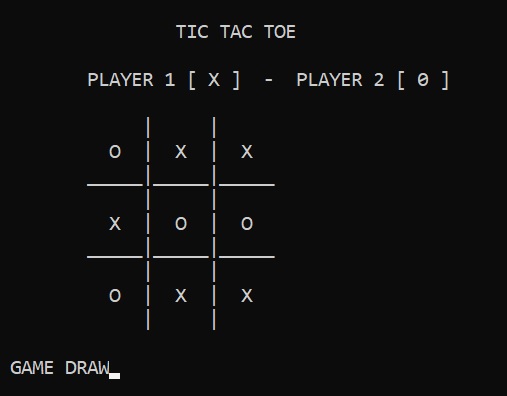 TIC TAC TOE
PLAYER 1 [ X ] - PLAYER 2 [ 0 ]
O | X | X
X | O | O
O | X | X
GAME DRAW